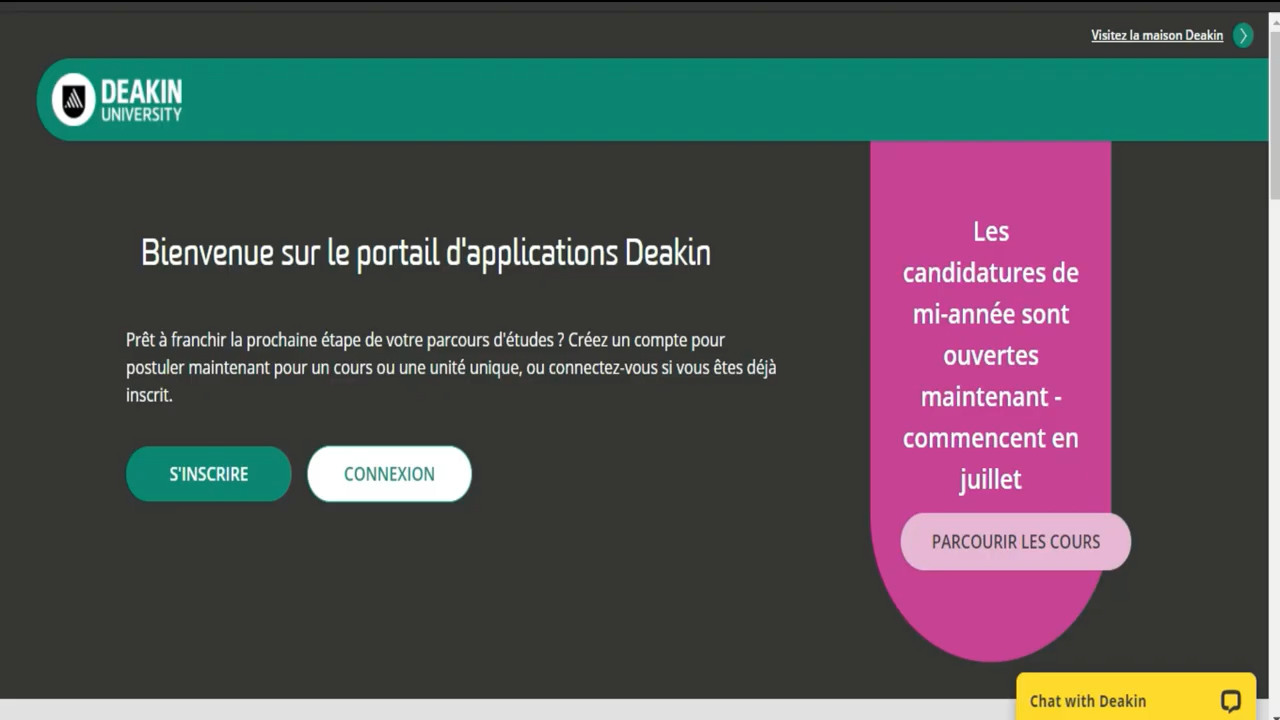 Visitez la maison Deakin
DEAKIN
UNIVERSITY
Bienvenue sur le portail d'applications Deakin
Prêt à franchir la prochaine étape de votre parcours d'études ? Créez un compte pour
postuler maintenant pour un cours ou une unité unique, ou connectez-vous si vous êtes déjà
inscrit.
S'INSCRIRE
CONNEXION
Les
candidatures de
mi-année sont
ouvertes
maintenant -
commencent en
juillet
PARCOURIR LES COURS
Chat with Deakin